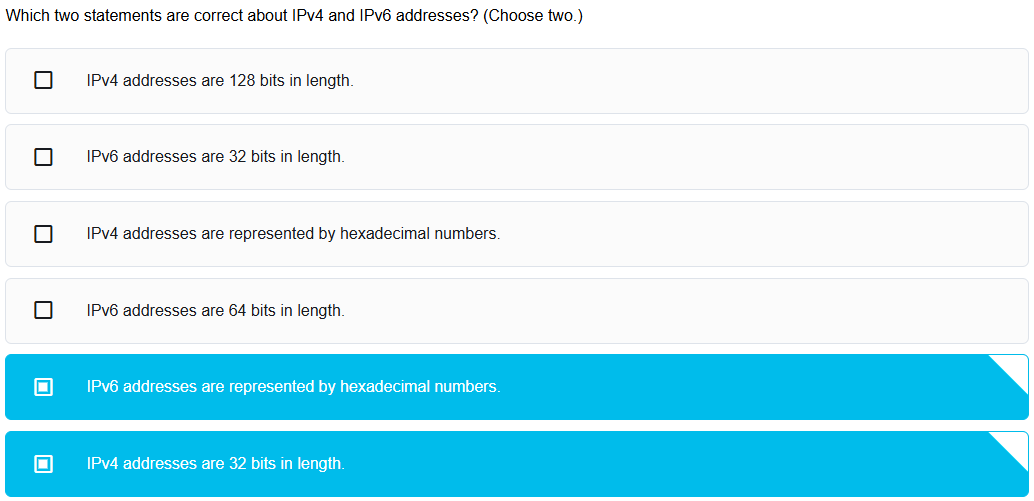 Which two statements are correct about IPv4 and IPv6 addresses? (Choose two.)
IPv4 addresses are 128 bits in length.
IPv6 addresses are 32 bits in length.
IPv4 addresses are represented by hexadecimal numbers.
IPv6 addresses are 64 bits in length.
IPv6 addresses are represented by hexadecimal numbers.
IPv4 addresses are 32 bits in length.